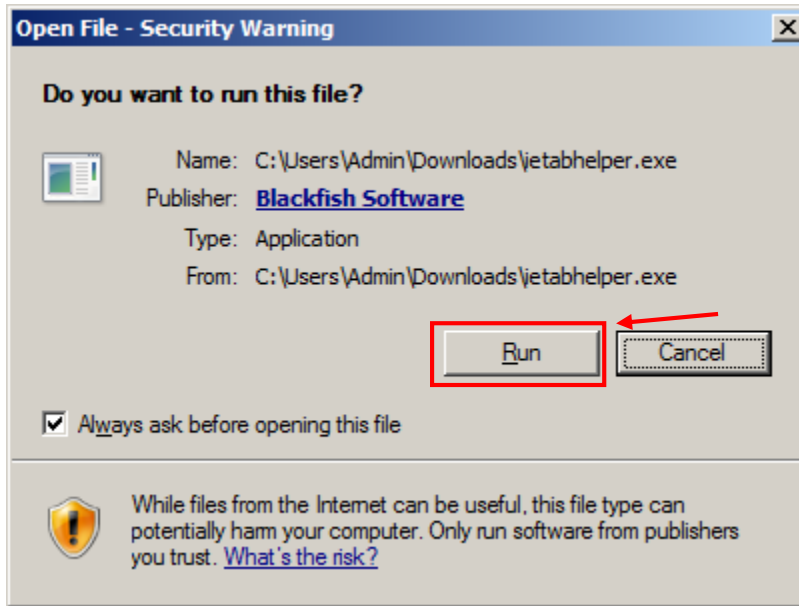 Open File - Security Warning
Do you want to run this file?
Name: C:\Users\Admin\Downloads\ietabhelper.exe
Publisher: Blackfish Software
Type: Application
From: C:\Users\Admin\Downloads\ietabhelper.exe
Run Cancel
Always ask before opening this file
While files from the Internet can be useful, this file type can
potentially harm your computer. Only run software from publishers
you trust. What's the risk?